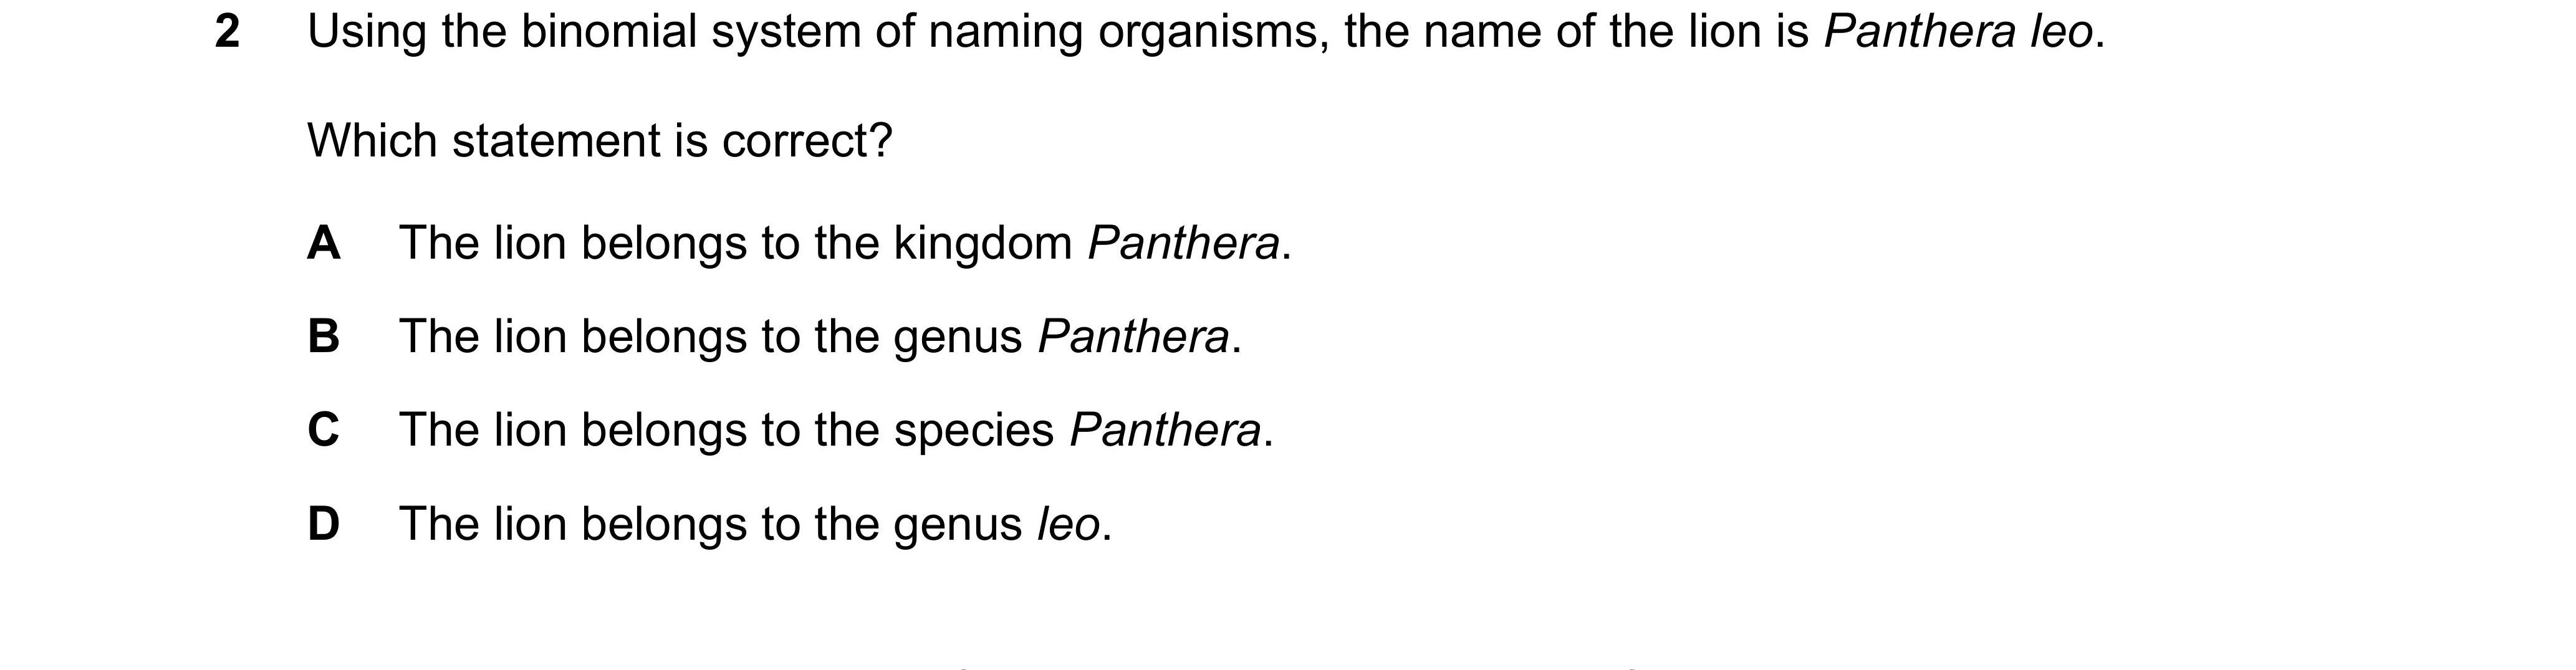 2 Using the binomial system of naming organisms, the name of the lion is Panthera leo.
Which statement is correct?
A The lion belongs to the kingdom Panthera.
B The lion belongs to the genus Panthera.
C The lion belongs to the species Panthera.
D The lion belongs to the genus leo.